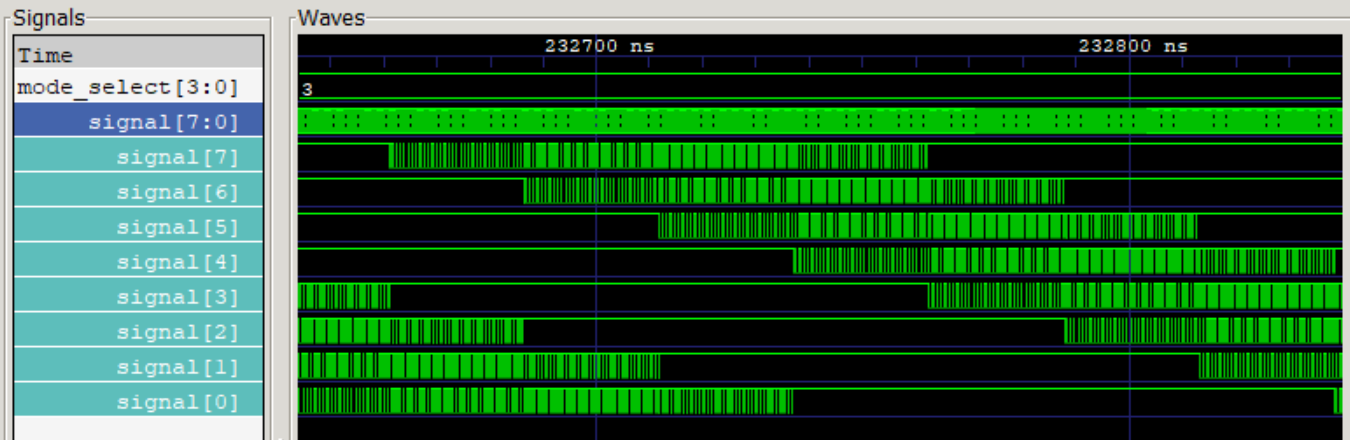 Signals
Waves
Time
232700 ns
232800 ns
mode_select[3:0]
3
signal[7:0]
signal[7]
signal[6]
signal[5]
signal[4]
signal[3]
signal[2]
signal[1]
signal[0]